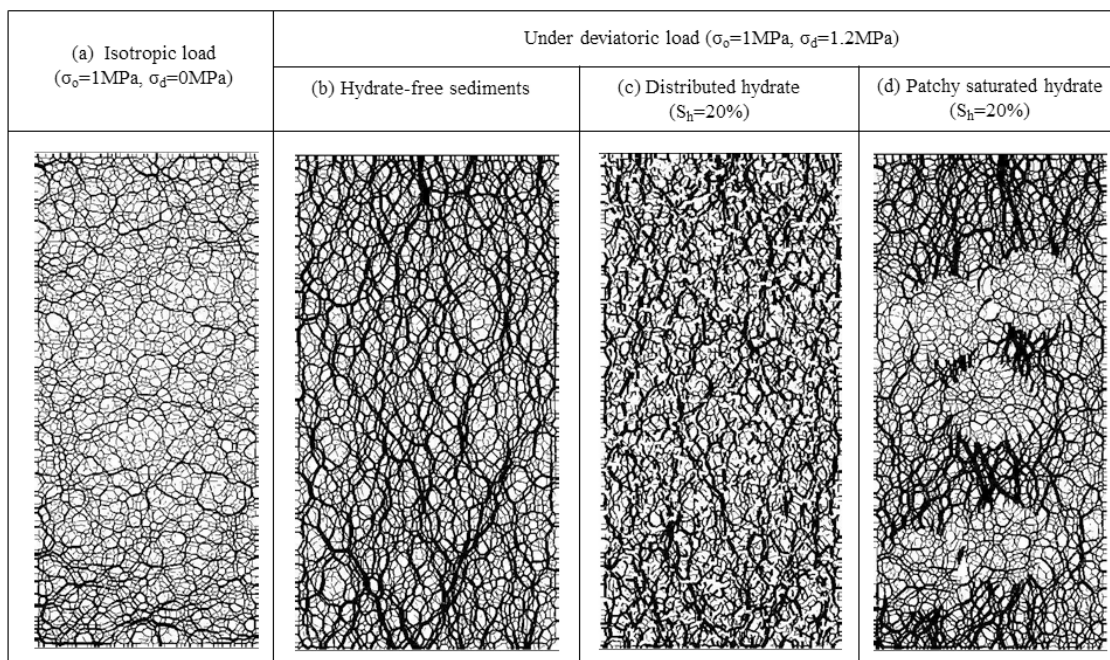 (a) Isotropic load
(σₒ=1MPa, σd=0MPa)
Under deviatoric load (σₒ=1MPa, σd=1.2MPa)
(b) Hydrate-free sediments
(c) Distributed hydrate
(Sₕ=20%)
(d) Patchy saturated hydrate
(Sₕ=20%)